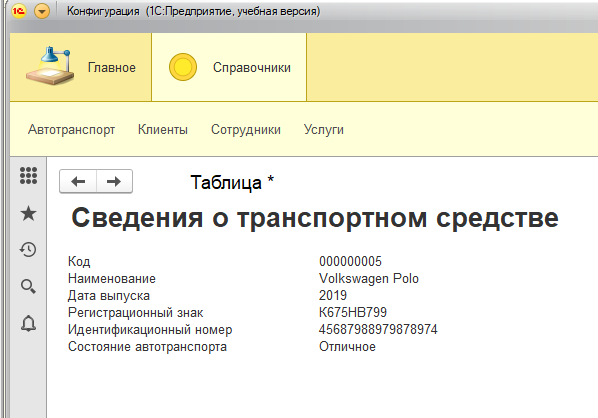 1С Конфигурация (1С:Предприятие, учебная версия)
Главное Справочники
Автотранспорт Клиенты Сотрудники Услуги
Таблица *
Сведения о транспортном средстве
Код 000000005
Наименование Volkswagen Polo
Дата выпуска 2019
Регистрационный знак К675НВ799
Идентификационный номер 45687988979878974
Состояние автотранспорта Отличное